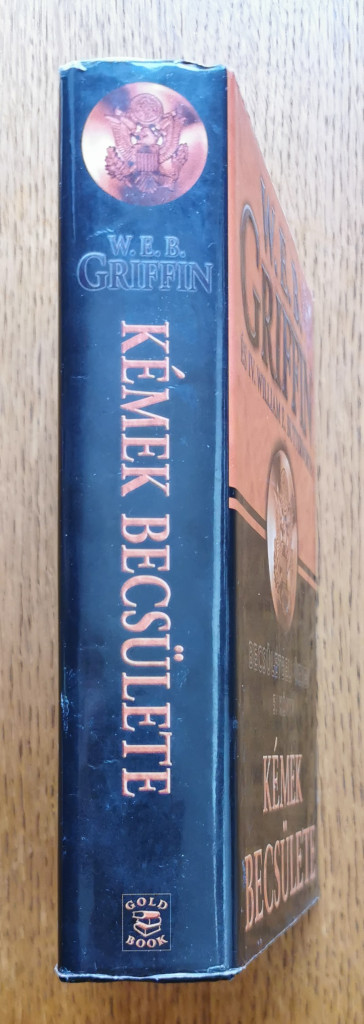 W. E. B.
GRIFFIN
KÉMEK BECSÜLETE
GOLD
BOOK
W. E. B.
GRIFFIN
KÉMEK
BECSÜLETE